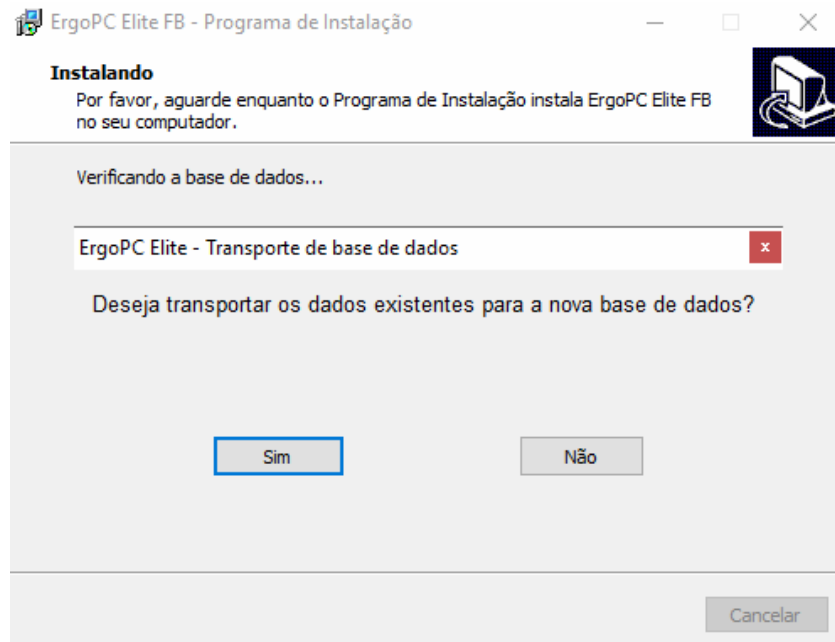 ErgoPC Elite FB - Programa de Instalação
Instalando
Por favor, aguarde enquanto o Programa de Instalação instala ErgoPC Elite FB
no seu computador.
Verificando a base de dados...
ErgoPC Elite - Transporte de base de dados
x
Deseja transportar os dados existentes para a nova base de dados?
Sim
Não
Cancelar